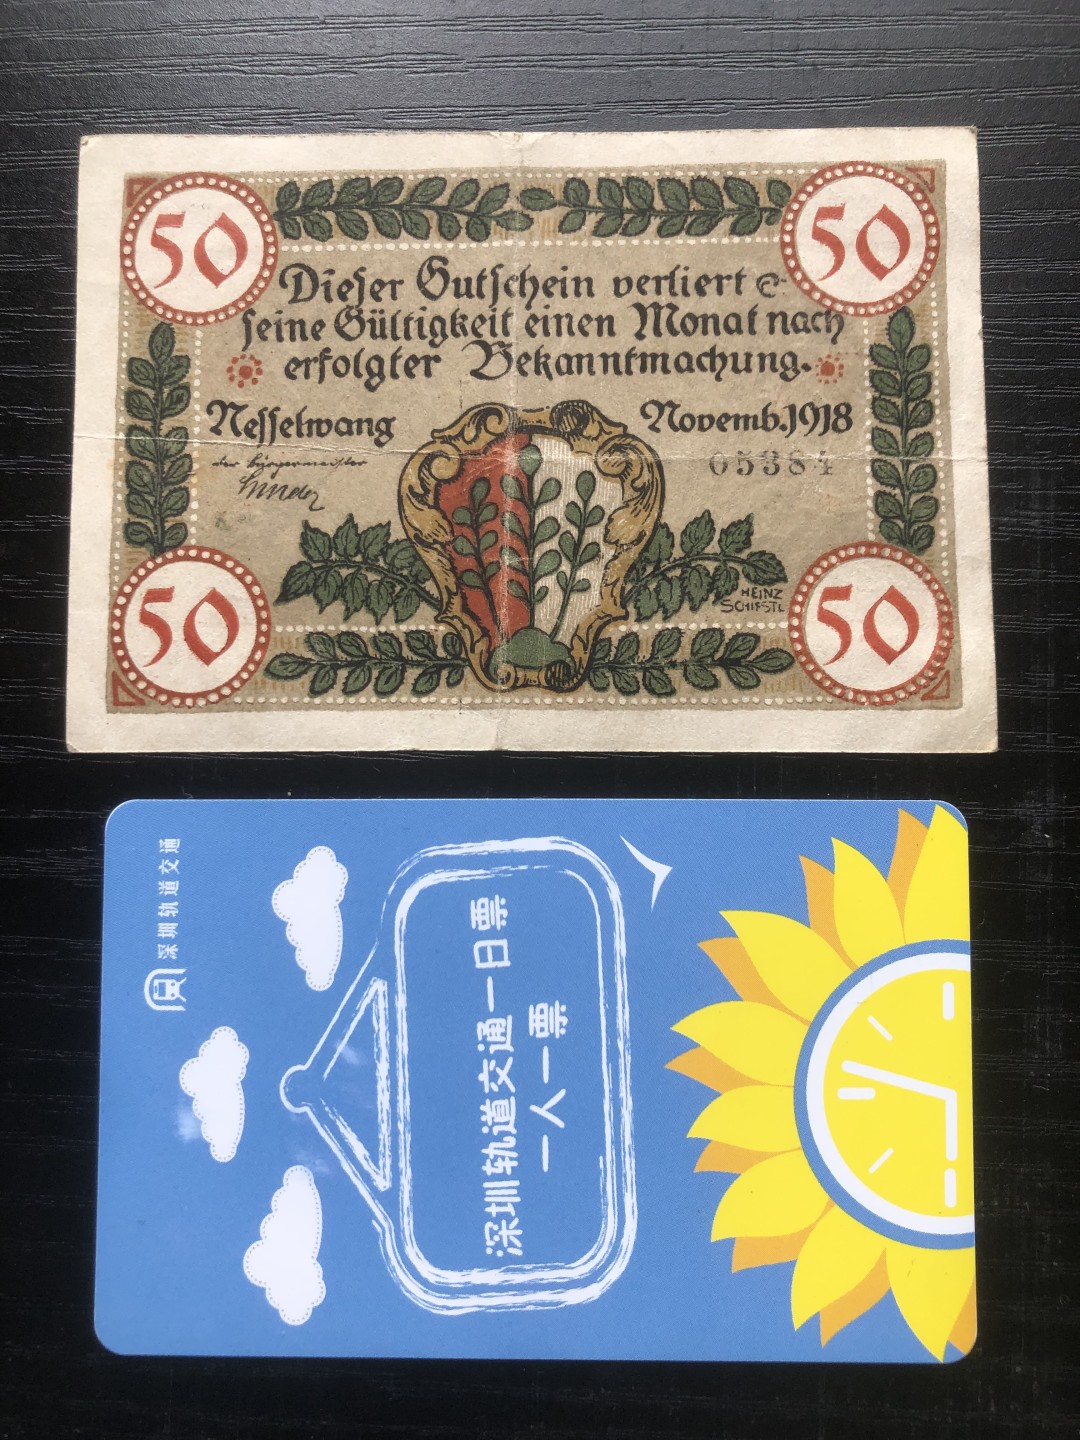 50
50
Dieser Gutschein verliert
seine Gültigkeit einen Monat nach
erfolgter Bekanntmachung.
Nesselwang
Novemb. 1918
der Bürgermeister
05384
HEINZ
SCHIESTL
50
50
深圳轨道交通
深圳轨道交通一日票
一人一票